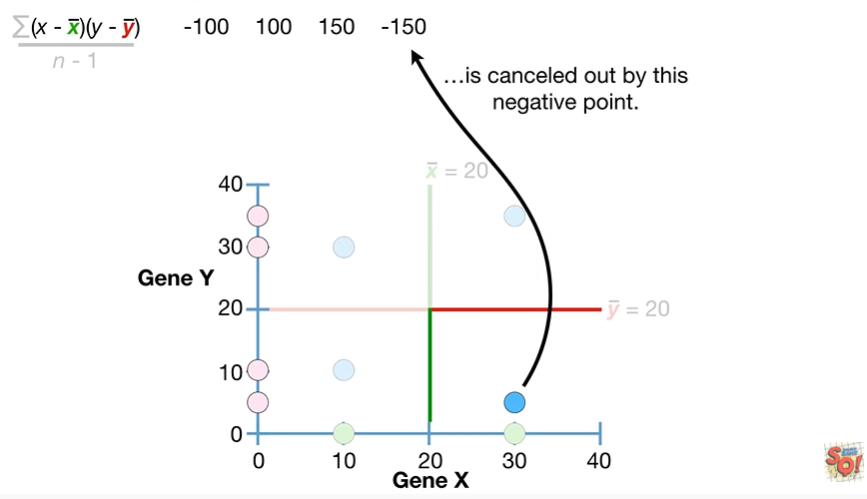 ∑(x - x̄)(y - ȳ)
n - 1
-100 100 150 -150
…is canceled out by this
negative point.
x̄ = 20
40
30
Gene Y
20
ȳ = 20
10
0
0 10 20 30 40
Gene X
SQ!